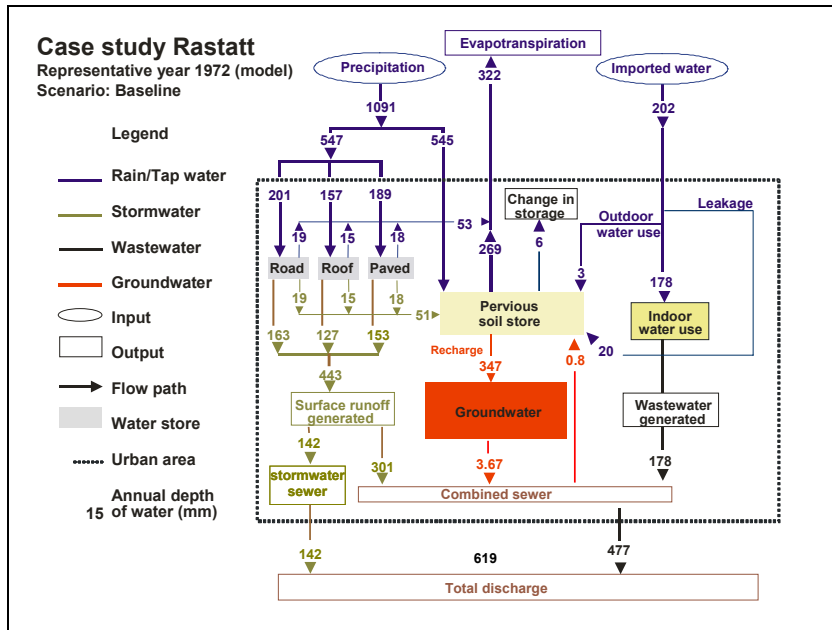 Case study Rastatt
Representative year 1972 (model)
Scenario: Baseline
Precipitation
Evapotranspiration
Imported water
322
202
1091
Legend
547
545
Rain/Tap water
Stormwater
Wastewater
Groundwater
Input
Output
Flow path
Water store
Urban area
15
Annual depth
of water (mm)
201
157
189
Change in
storage
Leakage
Outdoor
water use
53
19
15
18
269
6
3
178
Road
Roof
Paved
19
15
18
51
Pervious
soil store
Indoor
water use
163
127
153
Recharge
347
0.8
20
443
Surface runoff
generated
Groundwater
Wastewater
generated
142
301
3.67
178
stormwater
sewer
Combined sewer
142
619
477
Total discharge